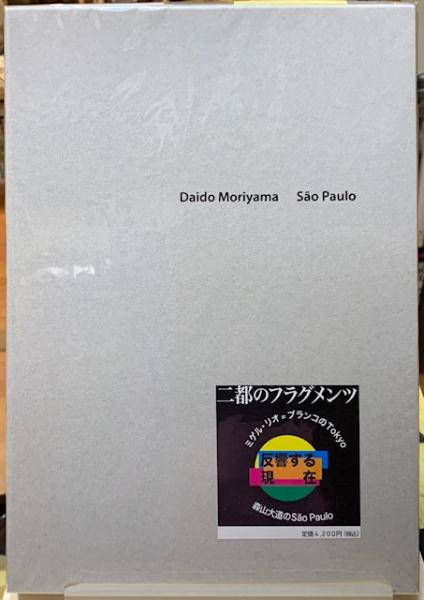 Daido Moriyama São Paulo
二都のフラグメンツ
ミゲル・リオ＝ブランコのTokyo
反響する
現在
森山大道のSão Paulo
定価4,200円(税込)